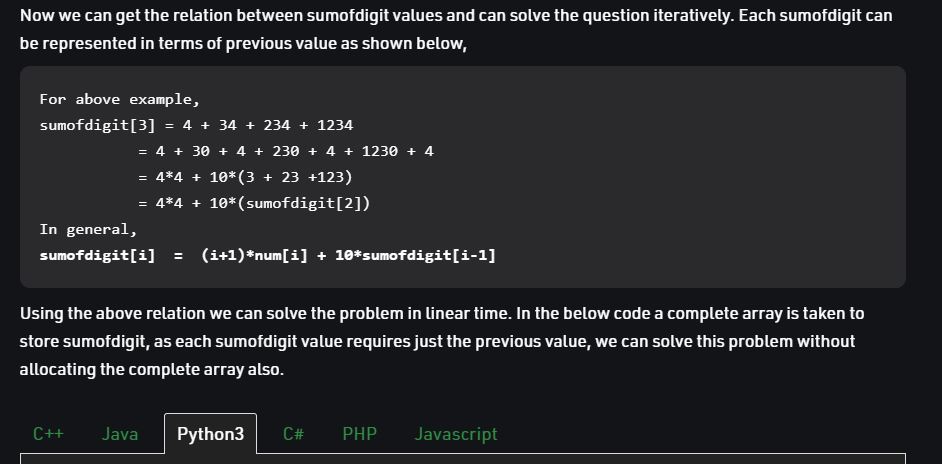 Now we can get the relation between sumofdigit values and can solve the question iteratively. Each sumofdigit can
be represented in terms of previous value as shown below,
For above example,
sumofdigit[3] = 4 + 34 + 234 + 1234
= 4 + 30 + 4 + 230 + 4 + 1230 + 4
= 4*4 + 10*(3 + 23 +123)
= 4*4 + 10*(sumofdigit[2])
In general,
sumofdigit[i]  =  (i+1)*num[i] + 10*sumofdigit[i-1]
Using the above relation we can solve the problem in linear time. In the below code a complete array is taken to
store sumofdigit, as each sumofdigit value requires just the previous value, we can solve this problem without
allocating the complete array also.
C++ Java Python3 C# PHP Javascript